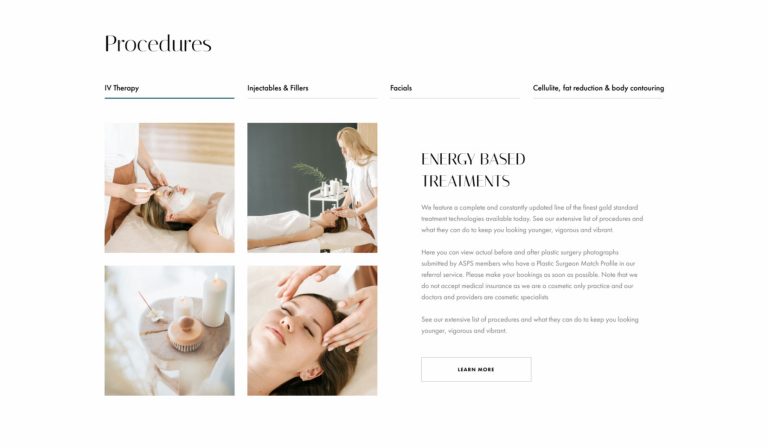 Procedures
IV Therapy
Injectables & Fillers
Facials
Cellulite, fat reduction & body contouring
ENERGY BASED
TREATMENTS
We feature a complete and constantly updated line of the finest gold standard
treatment technologies available today. See our extensive list of procedures and
what they can do to keep you looking younger, vigorous and vibrant.
Here you can view actual before and after plastic surgery photographs
submitted by ASPS members who have a Plastic Surgeon Match Profile in our
referral service. Please make your bookings as soon as possible. Note that we
do not accept medical insurance as we are a cosmetic only practice and our
doctors and providers are cosmetic specialists
See our extensive list of procedures and what they can do to keep you looking
younger, vigorous and vibrant.
LEARN MORE